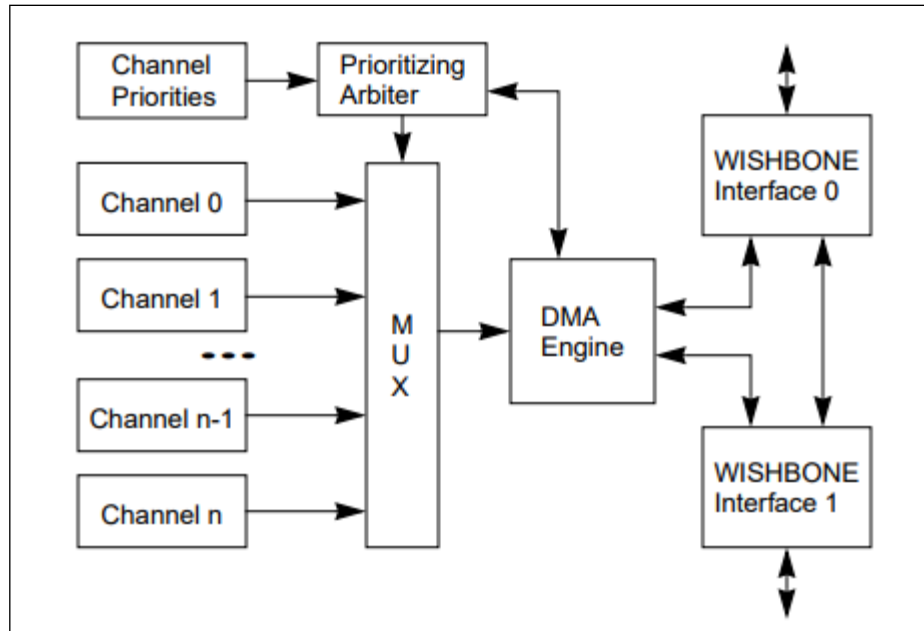 Channel
Priorities
Prioritizing
Arbiter
WISHBONE
Interface 0
Channel 0
Channel 1
M
U
X
DMA
Engine
Channel n-1
Channel n
WISHBONE
Interface 1